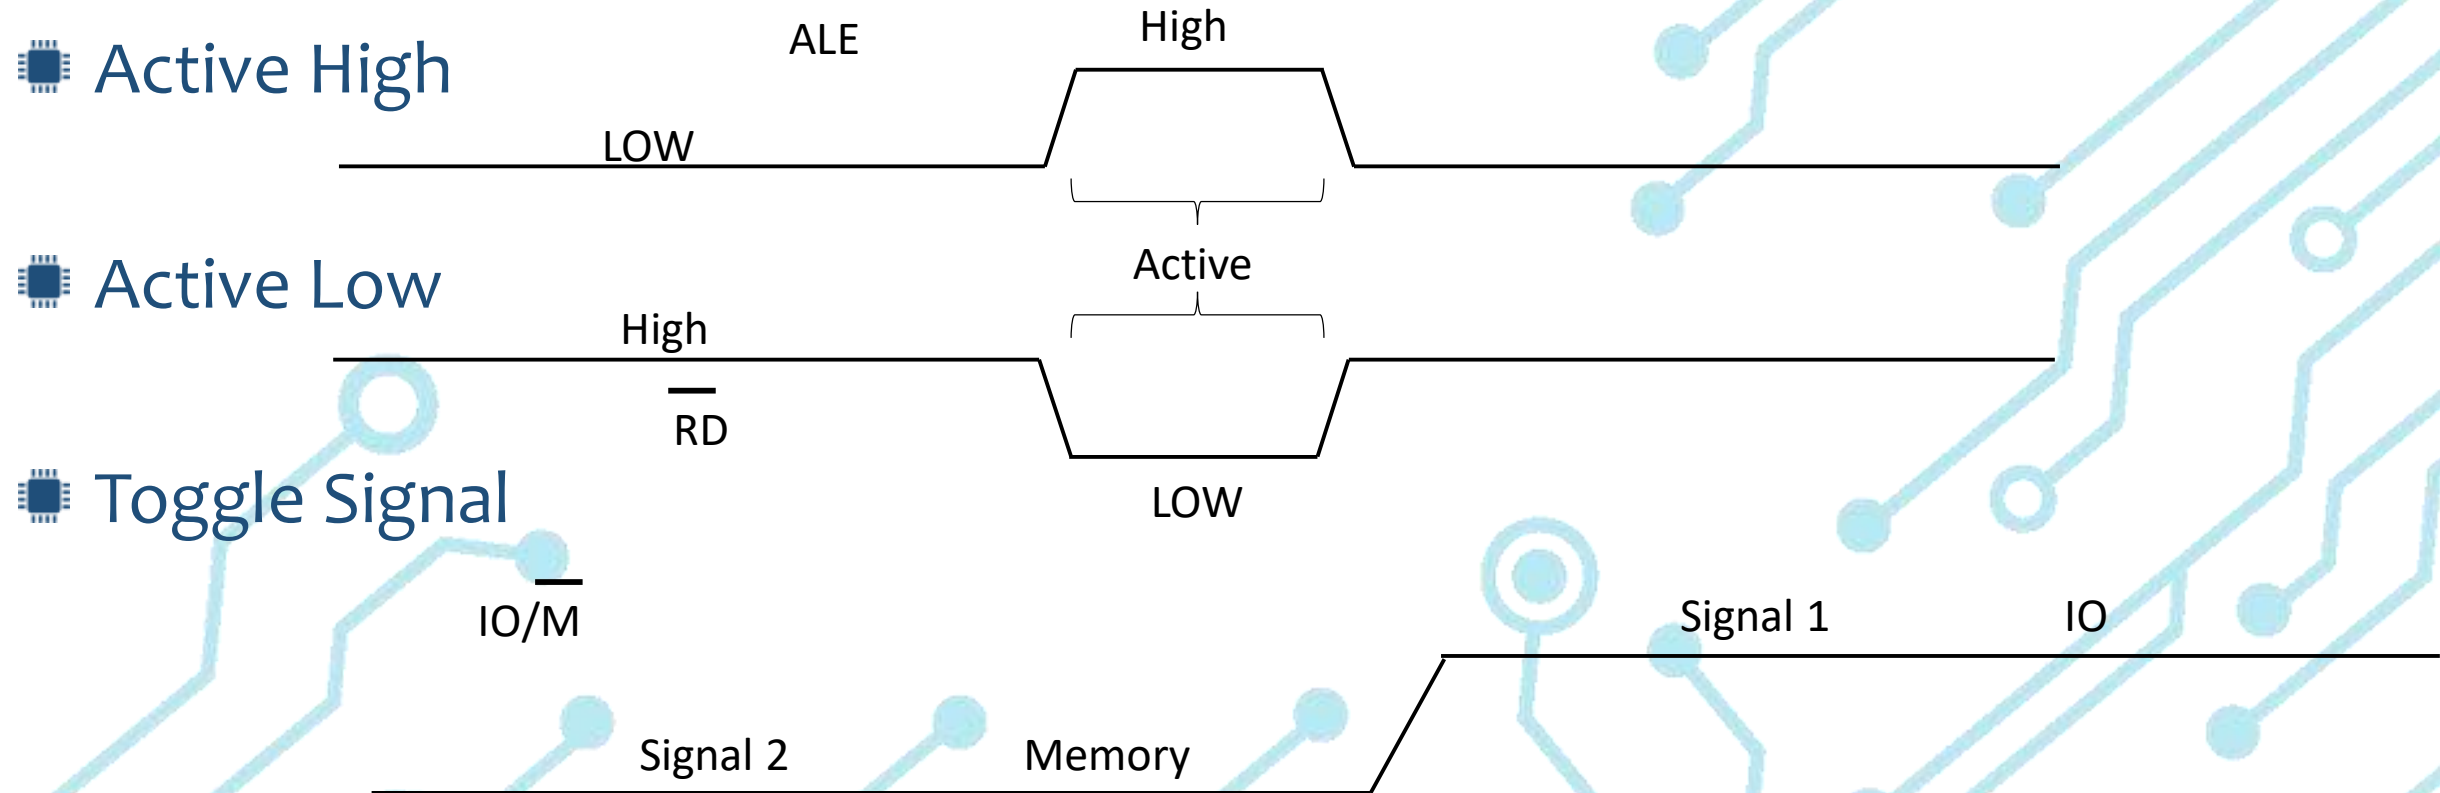 ALE
High
Active High
LOW
Active Low
Active
High
R̅D
LOW
Toggle Signal
IO/M̅
Signal 1
IO
Signal 2
Memory